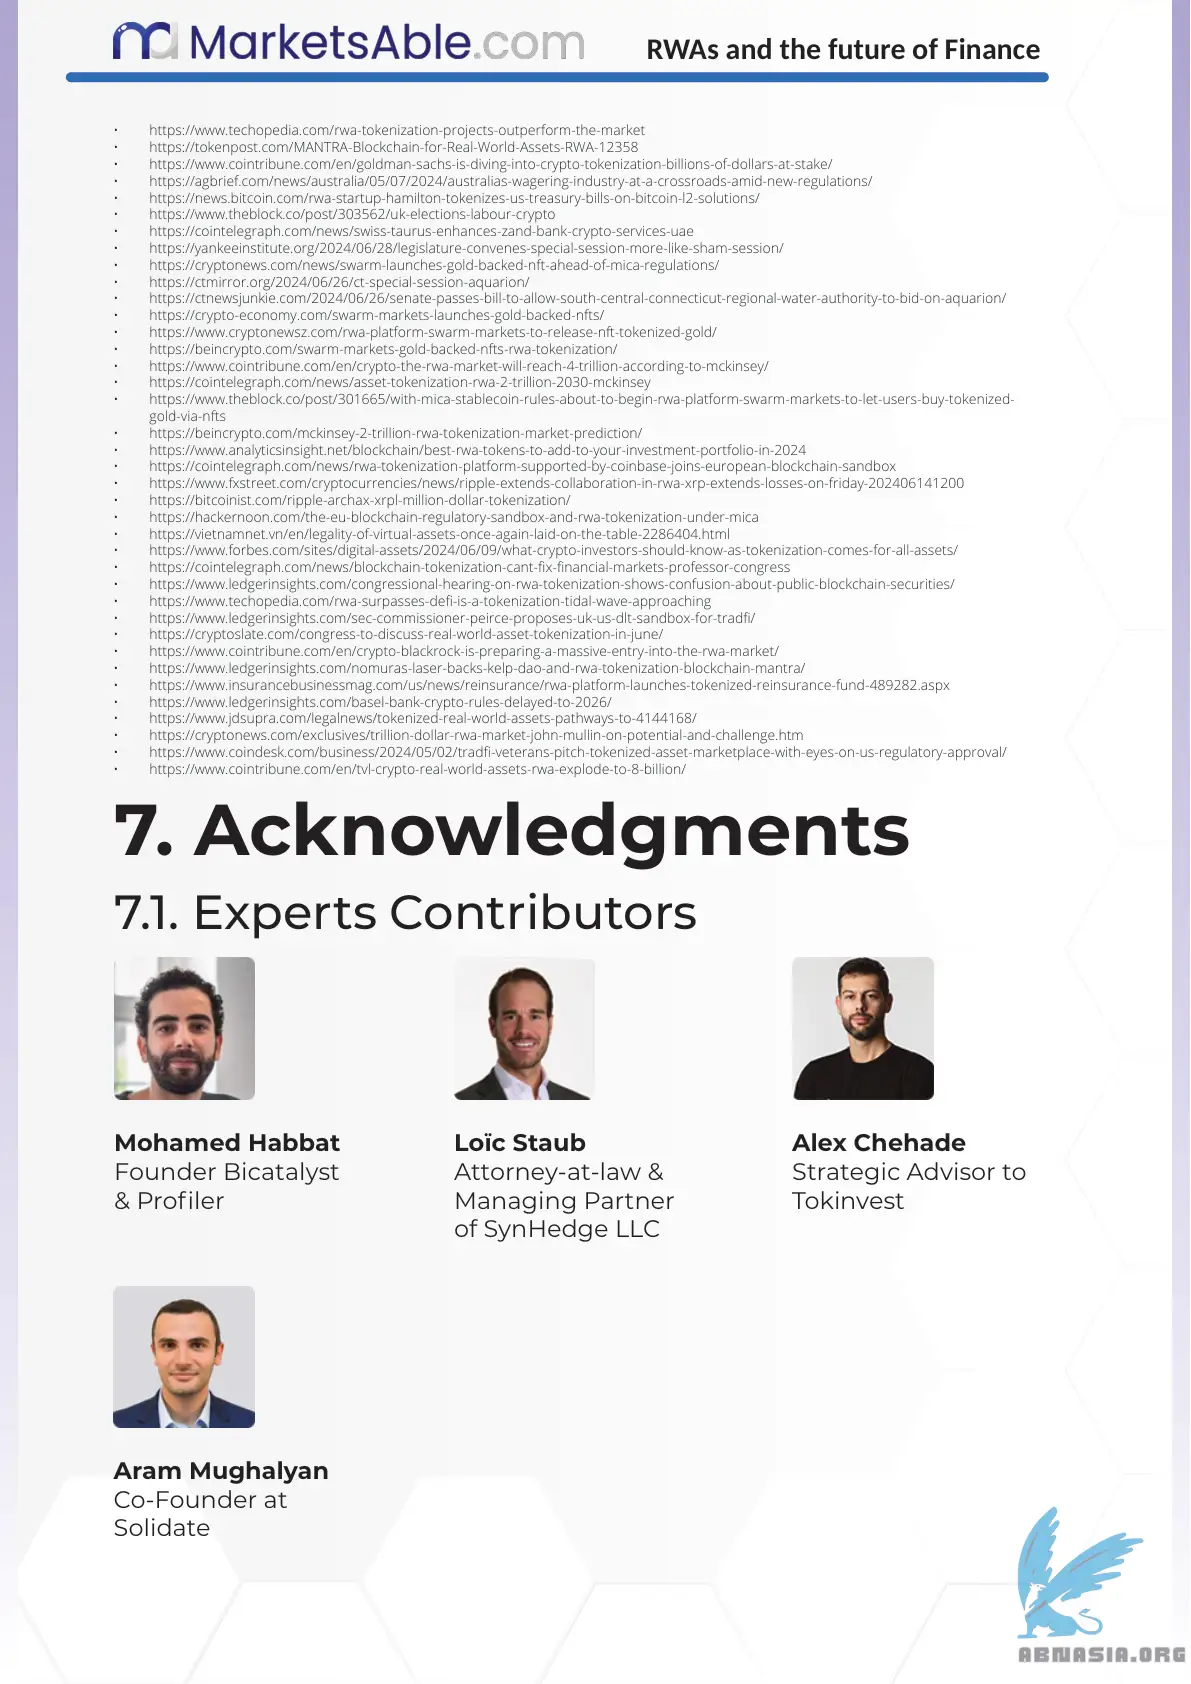 MarketsAble.com
RWAs and the future of Finance
• https://www.techopedia.com/rwa-tokenization-projects-outperform-the-market
• https://tokenpost.com/MANTRA-Blockchain-for-Real-World-Assets-RWA-12358
• https://www.cointribune.com/en/goldman-sachs-is-diving-into-crypto-tokenization-billions-of-dollars-at-stake/
• https://agbrief.com/news/australia/05/07/2024/australias-wagering-industry-at-a-crossroads-amid-new-regulations/
• https://news.bitcoin.com/rwa-startup-hamilton-tokenizes-us-treasury-bills-on-bitcoin-l2-solutions/
• https://www.theblock.co/post/303562/uk-elections-labour-crypto
• https://cointelegraph.com/news/swiss-taurus-enhances-zand-bank-crypto-services-uae
• https://yankeeinstitute.org/2024/06/28/legislature-convenes-special-session-more-like-sham-session/
• https://cryptonews.com/news/swarm-launches-gold-backed-nft-ahead-of-mica-regulations/
• https://ctmirror.org/2024/06/26/ct-special-session-aquarion/
• https://ctnewsjunkie.com/2024/06/26/senate-passes-bill-to-allow-south-central-connecticut-regional-water-authority-to-bid-on-aquarion/
• https://crypto-economy.com/swarm-markets-launches-gold-backed-nfts/
• https://www.cryptonewsz.com/rwa-platform-swarm-markets-to-release-nft-tokenized-gold/
• https://beincrypto.com/swarm-markets-gold-backed-nfts-rwa-tokenization/
• https://www.cointribune.com/en/crypto-the-rwa-market-will-reach-4-trillion-according-to-mckinsey/
• https://cointelegraph.com/news/asset-tokenization-rwa-2-trillion-2030-mckinsey
• https://www.theblock.co/post/301665/with-mica-stablecoin-rules-about-to-begin-rwa-platform-swarm-markets-to-let-users-buy-tokenized-
gold-via-nfts
• https://beincrypto.com/mckinsey-2-trillion-rwa-tokenization-market-prediction/
• https://www.analyticsinsight.net/blockchain/best-rwa-tokens-to-add-to-your-investment-portfolio-in-2024
• https://cointelegraph.com/news/rwa-tokenization-platform-supported-by-coinbase-joins-european-blockchain-sandbox
• https://www.fxstreet.com/cryptocurrencies/news/ripple-extends-collaboration-in-rwa-xrp-extends-losses-on-friday-202406141200
• https://bitcoinist.com/ripple-archax-xrpl-million-dollar-tokenization/
• https://hackernoon.com/the-eu-blockchain-regulatory-sandbox-and-rwa-tokenization-under-mica
• https://vietnamnet.vn/en/legality-of-virtual-assets-once-again-laid-on-the-table-2286404.html
• https://www.forbes.com/sites/digital-assets/2024/06/09/what-crypto-investors-should-know-as-tokenization-comes-for-all-assets/
• https://cointelegraph.com/news/blockchain-tokenization-cant-fix-financial-markets-professor-congress
• https://www.ledgerinsights.com/congressional-hearing-on-rwa-tokenization-shows-confusion-about-public-blockchain-securities/
• https://www.techopedia.com/rwa-surpasses-defi-is-a-tokenization-tidal-wave-approaching
• https://www.ledgerinsights.com/sec-commissioner-peirce-proposes-uk-us-dlt-sandbox-for-tradfi/
• https://cryptoslate.com/congress-to-discuss-real-world-asset-tokenization-in-june/
• https://www.cointribune.com/en/crypto-blackrock-is-preparing-a-massive-entry-into-the-rwa-market/
• https://www.ledgerinsights.com/nomuras-laser-backs-kelp-dao-and-rwa-tokenization-blockchain-mantra/
• https://www.insurancebusinessmag.com/us/news/reinsurance/rwa-platform-launches-tokenized-reinsurance-fund-489282.aspx
• https://www.ledgerinsights.com/basel-bank-crypto-rules-delayed-to-2026/
• https://www.jdsupra.com/legalnews/tokenized-real-world-assets-pathways-to-4144168/
• https://cryptonews.com/exclusives/trillion-dollar-rwa-market-john-mullin-on-potential-and-challenge.htm
• https://www.coindesk.com/business/2024/05/02/tradfi-veterans-pitch-tokenized-asset-marketplace-with-eyes-on-us-regulatory-approval/
• https://www.cointribune.com/en/tvl-crypto-real-world-assets-rwa-explode-to-8-billion/
7. Acknowledgments
7.1. Experts Contributors
Mohamed Habbat
Founder Bicatalyst
& Profiler
Loïc Staub
Attorney-at-law &
Managing Partner
of SynHedge LLC
Alex Chehade
Strategic Advisor to
Tokinvest
Aram Mughalyan
Co-Founder at
Solidate
ABNASIA.ORG